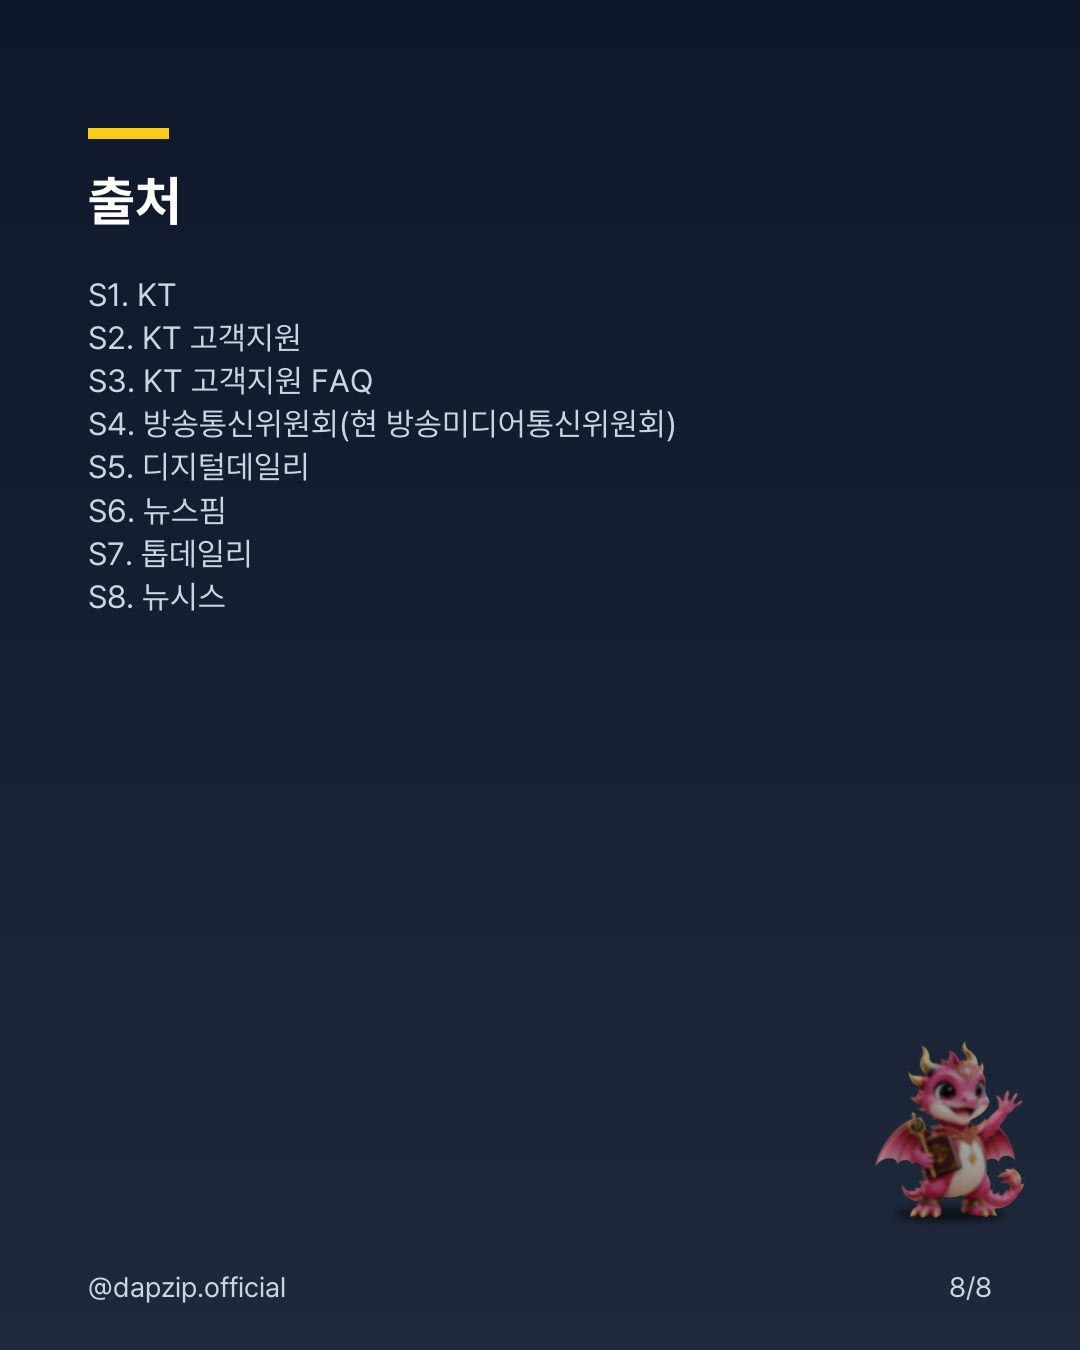 출처
S1. KT
S2. KT 고객지원
S3. KT 고객지원 FAQ
S4. 방송통신위원회(현 방송미디어통신위원회)
S5. 디지털데일리
S6. 뉴스핌
S7. 톱데일리
S8. 뉴시스
@dapzip.official
8/8